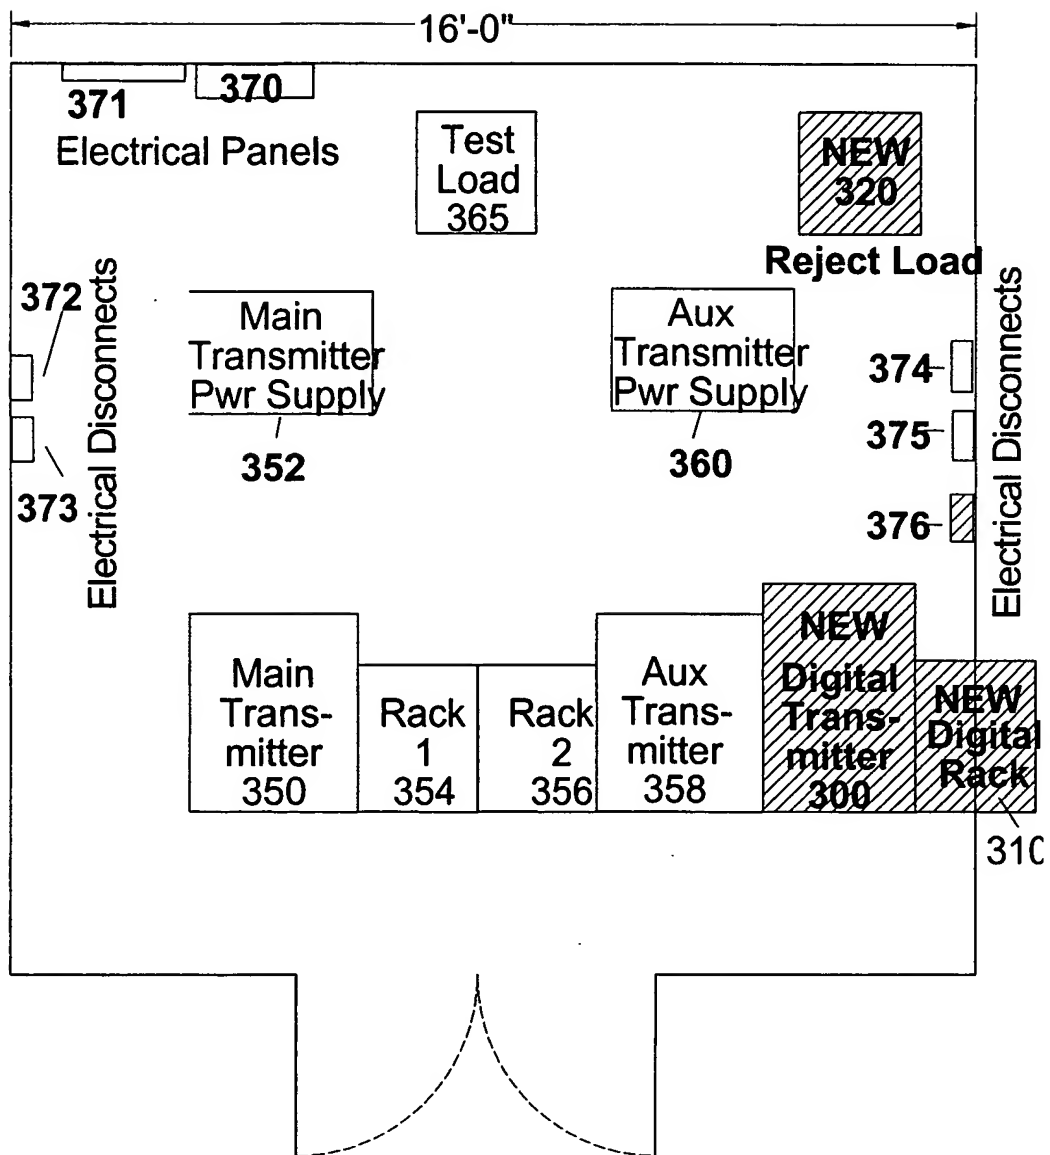 16'-0"
371
370
Electrical Panels
Test
Load
365
NEW
320
Reject Load
372
373
Electrical Disconnects
Main
Transmitter
Pwr Supply
352
Aux
Transmitter
Pwr Supply
360
374
375
376
Electrical Disconnects
Main
Trans-
mitter
350
Rack
1
354
Rack
2
356
Aux
Trans-
mitter
358
NEW
Digital
Trans-
mitter
300
NEW
Digital
Rack
310